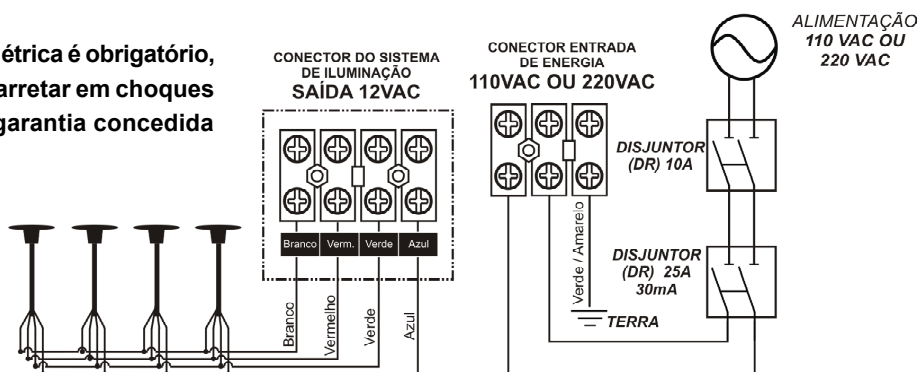 étrica é obrigatório,
arretar em choques
garantia concedida
CONECTOR DO SISTEMA
DE ILUMINAÇÃO
SAÍDA 12VAC
Branco Verm. Verde Azul
Branco
Vermelho
Verde
Azul
CONECTOR ENTRADA
DE ENERGIA
110VAC OU 220VAC
Verde / Amarelo
TERRA
ALIMENTAÇÃO
110 VAC OU
220 VAC
DISJUNTOR
(DR) 10A
DISJUNTOR
(DR) 25A
30mA